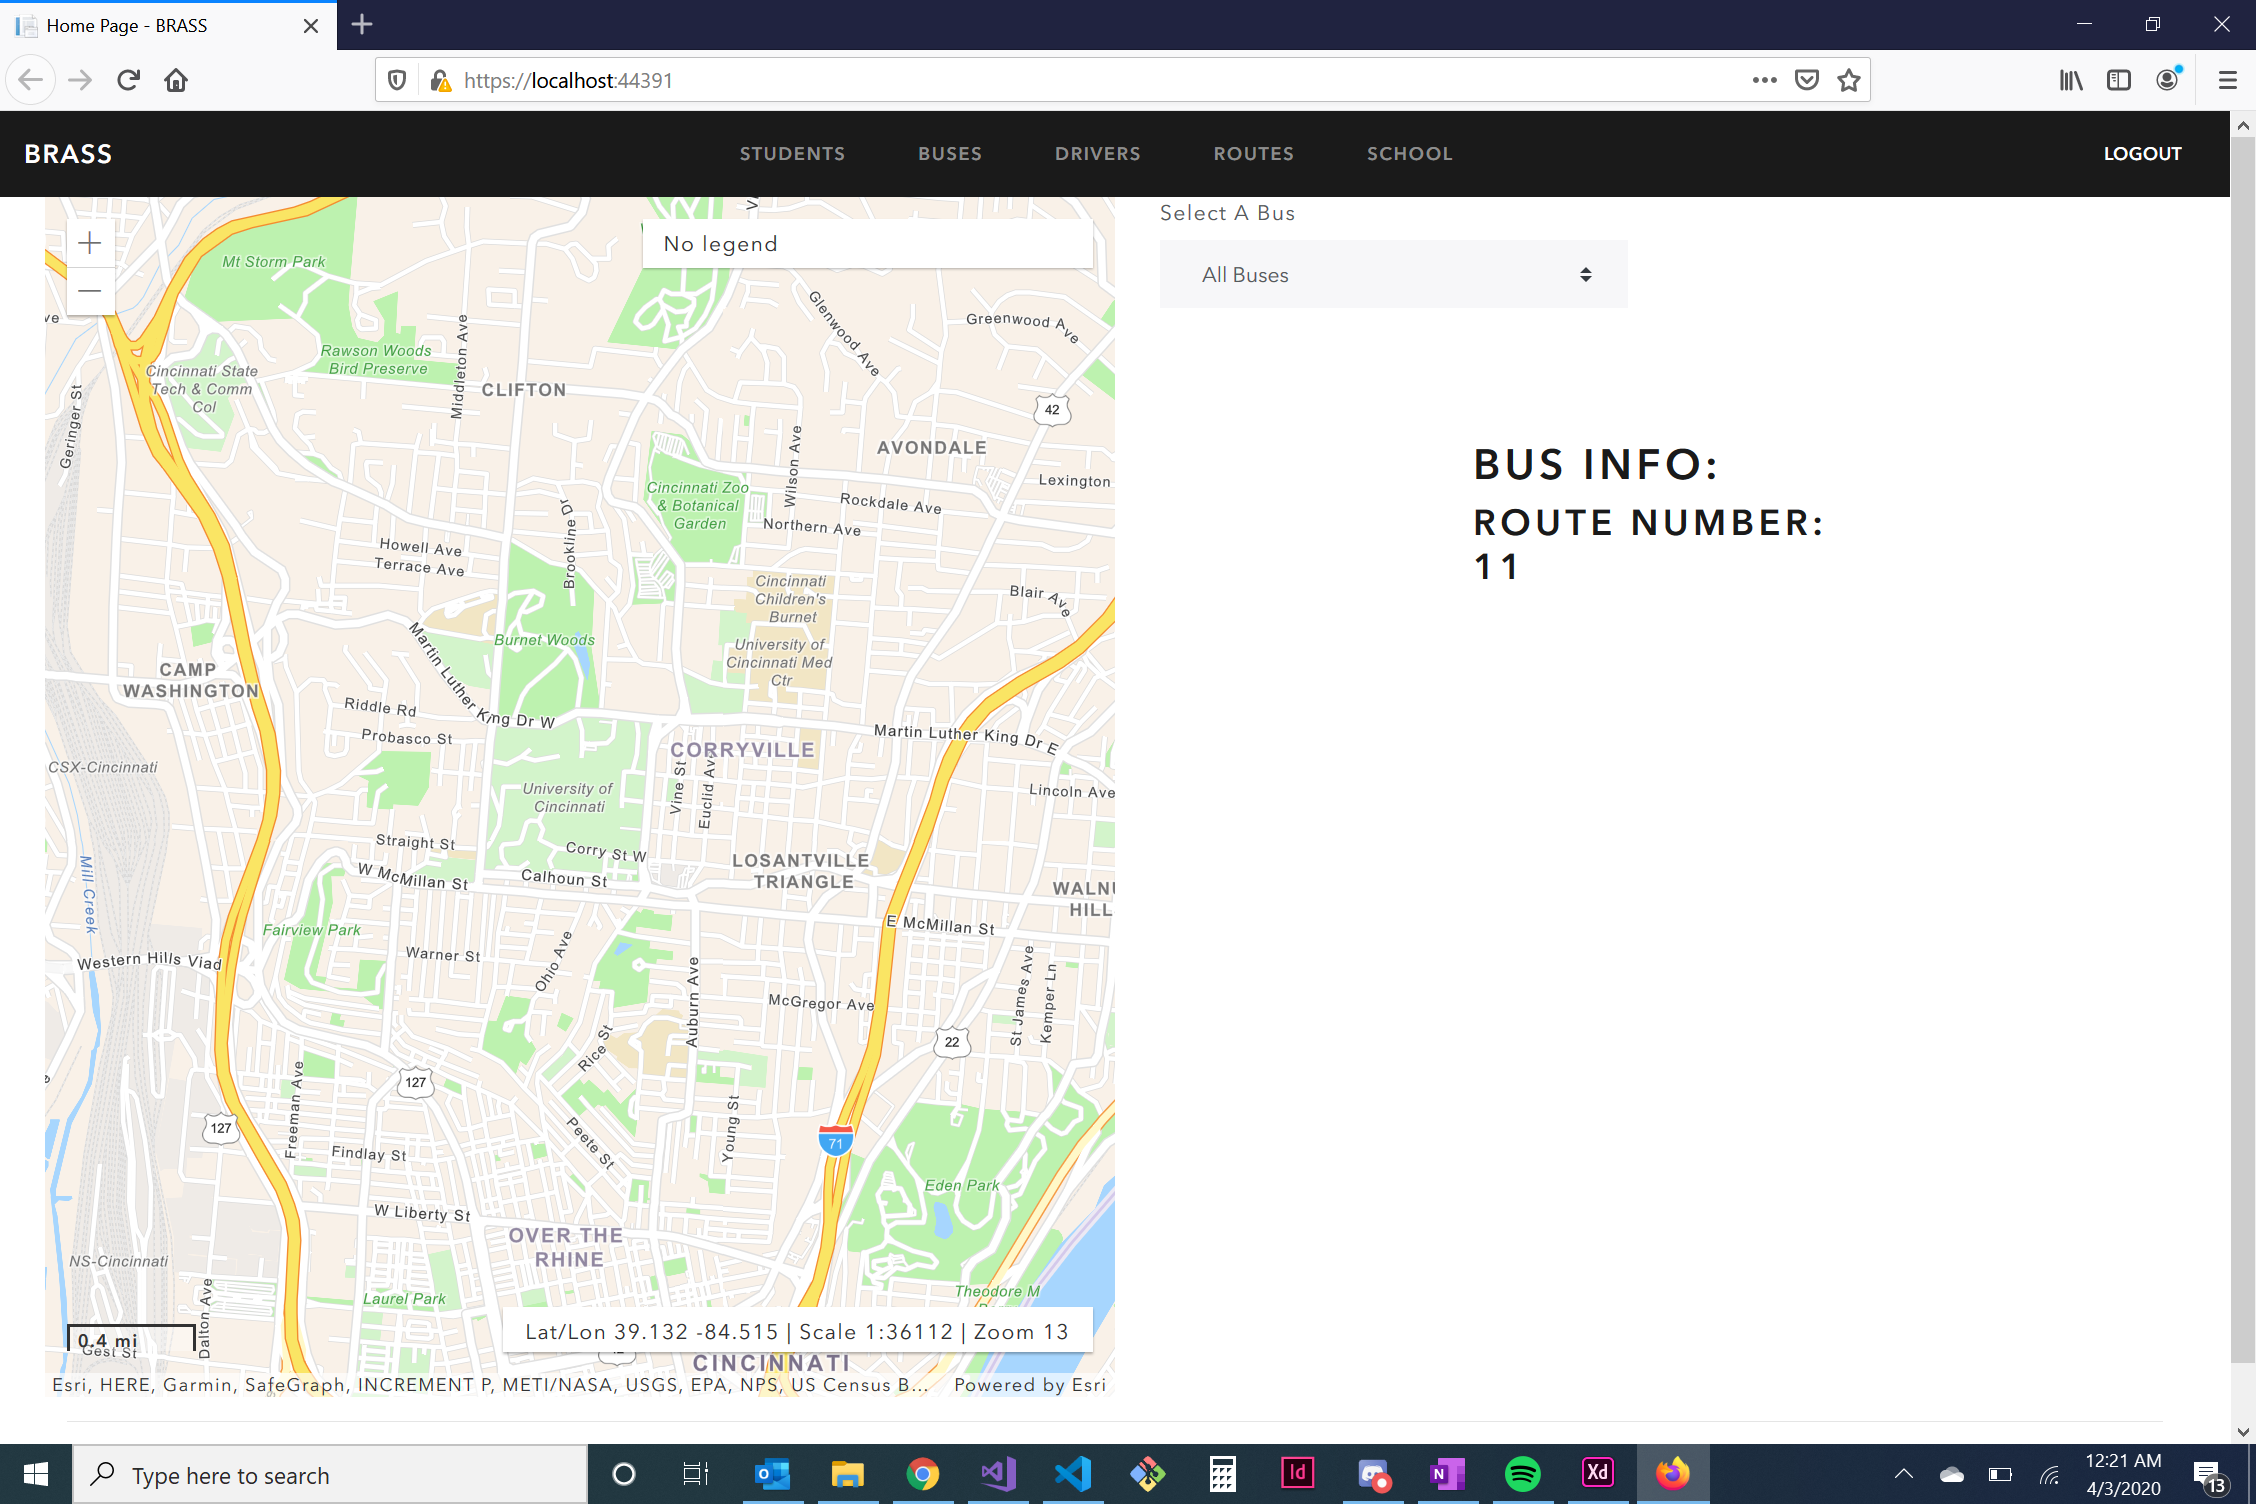 Home Page - BRASS
https://localhost:44391
BRASS
STUDENTS
BUSES
DRIVERS
ROUTES
SCHOOL
LOGOUT
Select A Bus
All Buses
BUS INFO:
ROUTE NUMBER:
11
No legend
Mt Storm Park
Rawson Woods
Bird Preserve
Cincinnati State
Tech & Comm
Col
Middleton Ave
CLIFTON
Geringer St
Glenwood Ave
Greenwood Ave
42
AVONDALE
Wilson Ave
Lexington
Cincinnati Zoo
& Botanical
Garden
Rockdale Ave
Northern Ave
Brookline Dr
Howell Ave
Terrace Ave
Cincinnati
Children's
Burnet
Blair Ave
University of
Cincinnati Med
Ctr
Burnet Woods
Martin Luther King Dr W
CAMP
WASHINGTON
Riddle Rd
Probasco St
Martin Luther King Dr E
CORRYVILLE
CSX-Cincinnati
University of
Cincinnati
Vine St
Euclid Ave
Lincoln Ave
Straight St
Corry St W
LOSANTVILLE
TRIANGLE
Mill Creek
W McMillan St
Calhoun St
WALNU
HILL
E McMillan St
Fairview Park
Western Hills Viad
Warner St
Ohio Ave
Auburn Ave
McGregor Ave
St James Ave
Kemper Ln
22
Rice St
127
Freeman Ave
127
Peete St
Young St
71
Findlay St
Eden Park
W Liberty St
OVER THE
RHINE
NS-Cincinnati
Laurel Park
Theodore M
Dalton Ave
0.4 mi
Gest St
Lat/Lon 39.132 -84.515 | Scale 1:36112 | Zoom 13
CINCINNATI
Esri, HERE, Garmin, SafeGraph, INCREMENT P, METI/NASA, USGS, EPA, NPS, US Census B...
Powered by Esri
Type here to search
12:21 AM
4/3/2020
13